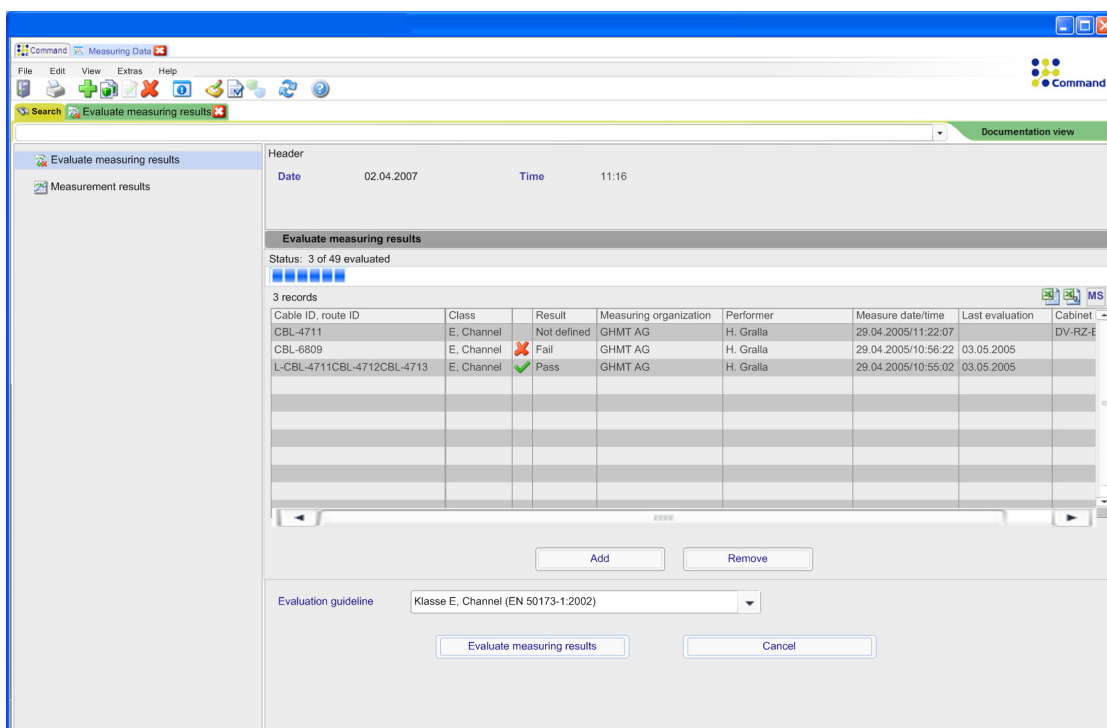 Command Measuring Data
File Edit View Extras Help
Command
Search Evaluate measuring results
Documentation view
Evaluate measuring results
Measurement results
Header
Date 02.04.2007 Time 11:16
Evaluate measuring results
Status: 3 of 49 evaluated
3 records
MS
Cable ID, route ID Class Result Measuring organization Performer Measure date/time Last evaluation Cabinet
CBL-4711 E, Channel Not defined GHMT AG H. Gralla 29.04.2005/11:22:07 DV-RZ-E
CBL-6809 E, Channel Fail GHMT AG H. Gralla 29.04.2005/10:56:22 03.05.2005
L-CBL-4711CBL-4712CBL-4713 E, Channel Pass GHMT AG H. Gralla 29.04.2005/10:55:02 03.05.2005
Add Remove
Evaluation guideline Klasse E, Channel (EN 50173-1:2002)
Evaluate measuring results Cancel